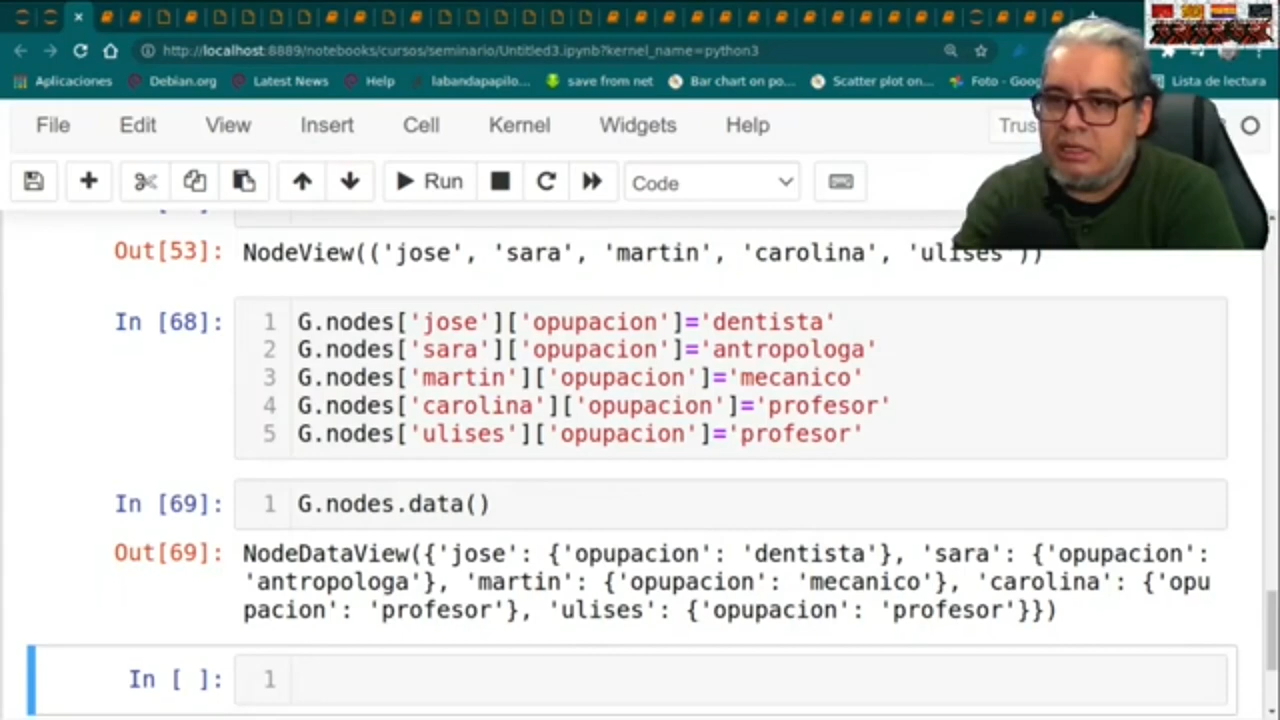 http://localhost:8889/notebooks/cursos/seminario/Untitled3.ipynb?kernel_name=python3
Aplicaciones Debian.org Latest News Help labandapapilo... save from net Bar chart on po... Scatter plot on... Foto - Goog Lista de lectura
File Edit View Insert Cell Kernel Widgets Help Trus
Run Code
Out[53]: NodeView(('jose', 'sara', 'martin', 'carolina', 'ulises'))
In [68]: 1 G.nodes['jose']['opupacion']='dentista'
2 G.nodes['sara']['opupacion']='antropologa'
3 G.nodes['martin']['opupacion']='mecanico'
4 G.nodes['carolina']['opupacion']='profesor'
5 G.nodes['ulises']['opupacion']='profesor'
In [69]: 1 G.nodes.data()
Out[69]: NodeDataView({'jose': {'opupacion': 'dentista'}, 'sara': {'opupacion':
'antropologa'}, 'martin': {'opupacion': 'mecanico'}, 'carolina': {'opu
pacion': 'profesor'}, 'ulises': {'opupacion': 'profesor'}})
In [ ]: 1